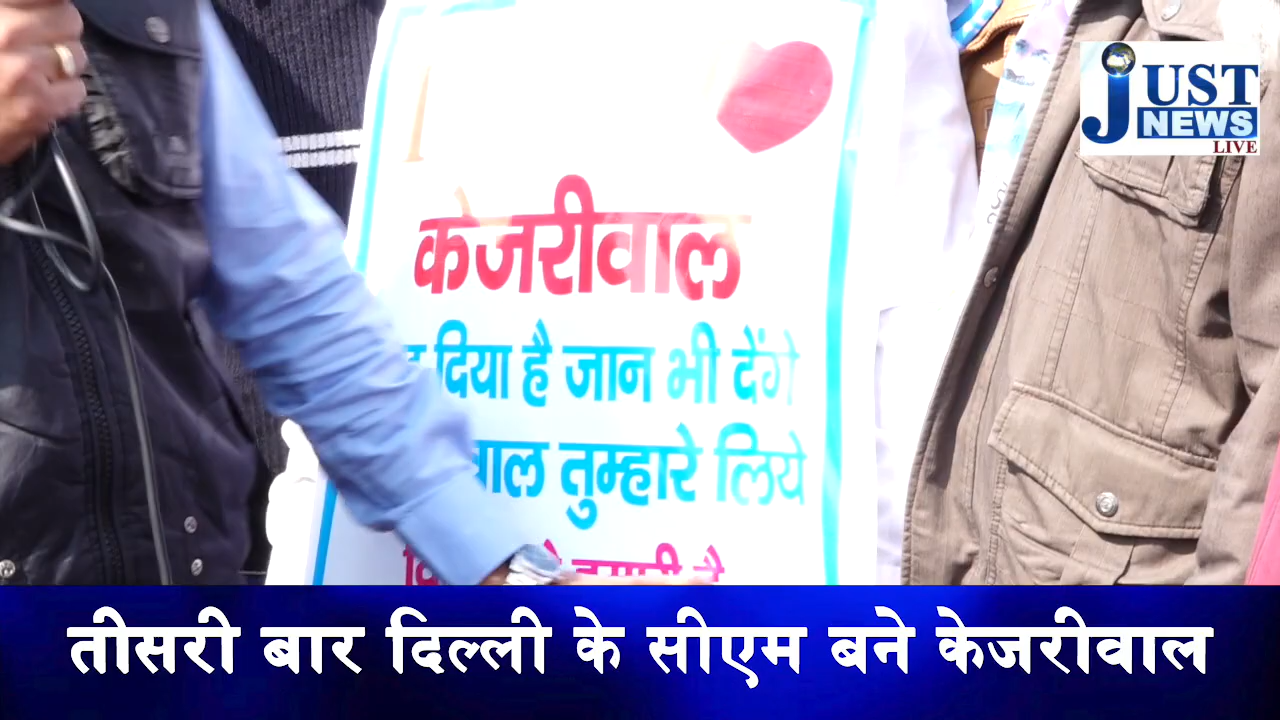 JUST
NEWS
LIVE
I
केजरीवाल
दिया है जान भी देंगे
तुम्हारे लिये
तीसरी बार दिल्ली के सीएम बने केजरीवाल